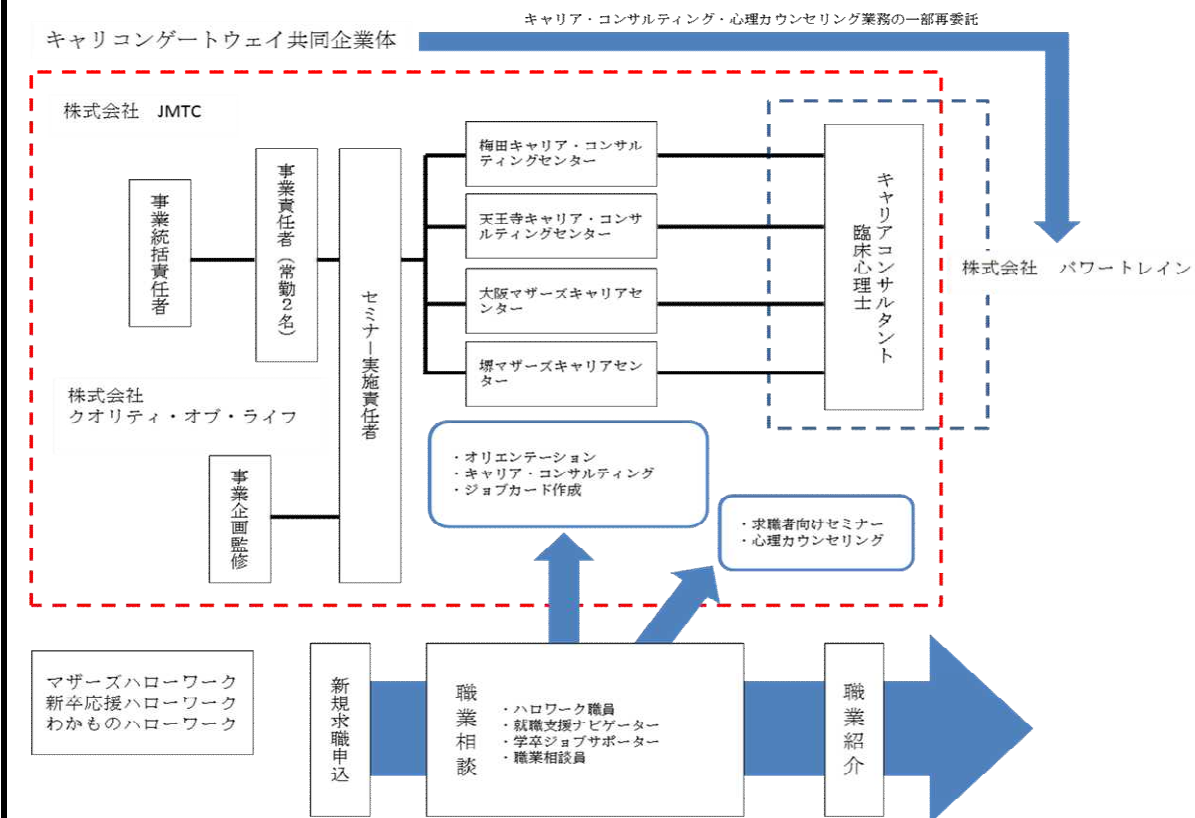 キャリア・コンサルティング・心理カウンセリング業務の一部再委託
キャリコンゲートウェイ共同企業体
株式会社 JMTC
事業統括責任者
事業責任者（常勤２名）
セミナー実施責任者
梅田キャリア・コンサル
ティングセンター
天王寺キャリア・コンサ
ルティングセンター
大阪マザーズキャリアセ
ンター
堺マザーズキャリアセン
ター
キャリアコンサルタント
臨床心理士
株式会社 パワートレイン
株式会社
クオリティ・オブ・ライフ
事業企画監修
・オリエンテーション
・キャリア・コンサルティング
・ジョブカード作成
・求職者向けセミナー
・心理カウンセリング
マザーズハローワーク
新卒応援ハローワーク
わかものハローワーク
新規求職申込
職業相談
・ハロワーク職員
・就職支援ナビゲーター
・学卒ジョブサポーター
・職業相談員
職業紹介